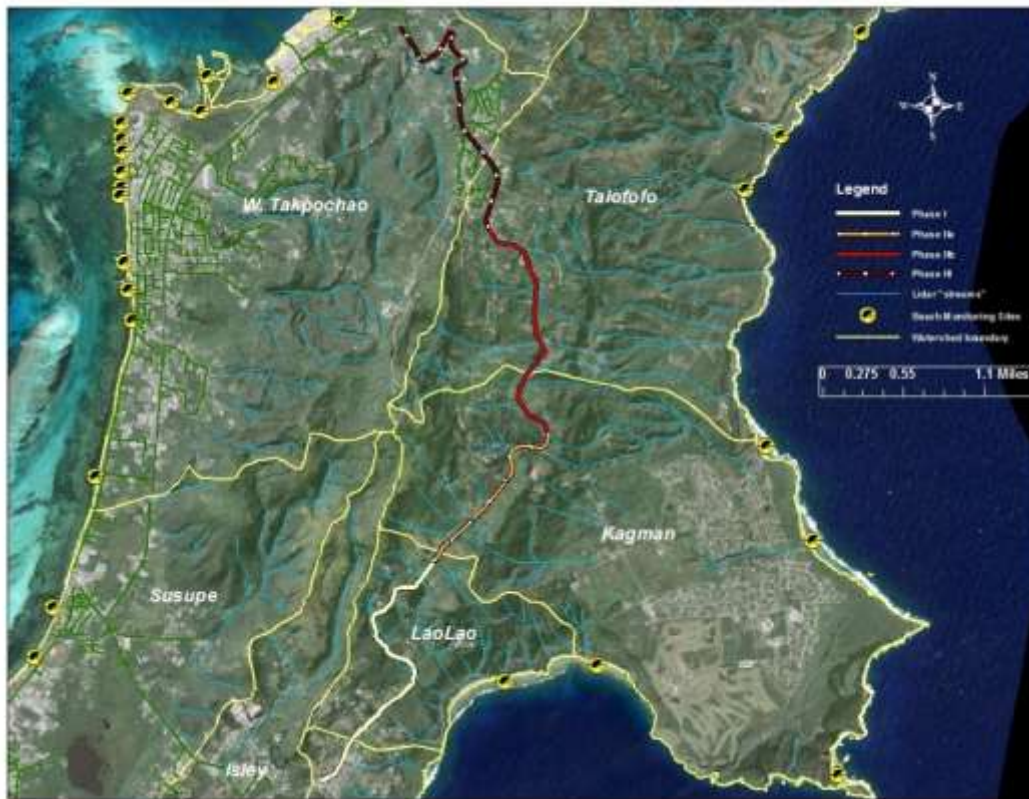 N
W E
S
W. Takpochao
Talofofo
Legend
Phase I
Phase IIa
Phase IIb
Phase III
Lidar "streams"
Beach Monitoring Sites
Watershed boundary
0 0.275 0.55 1.1 Miles
Kagman
Susupe
LaoLao
Isley